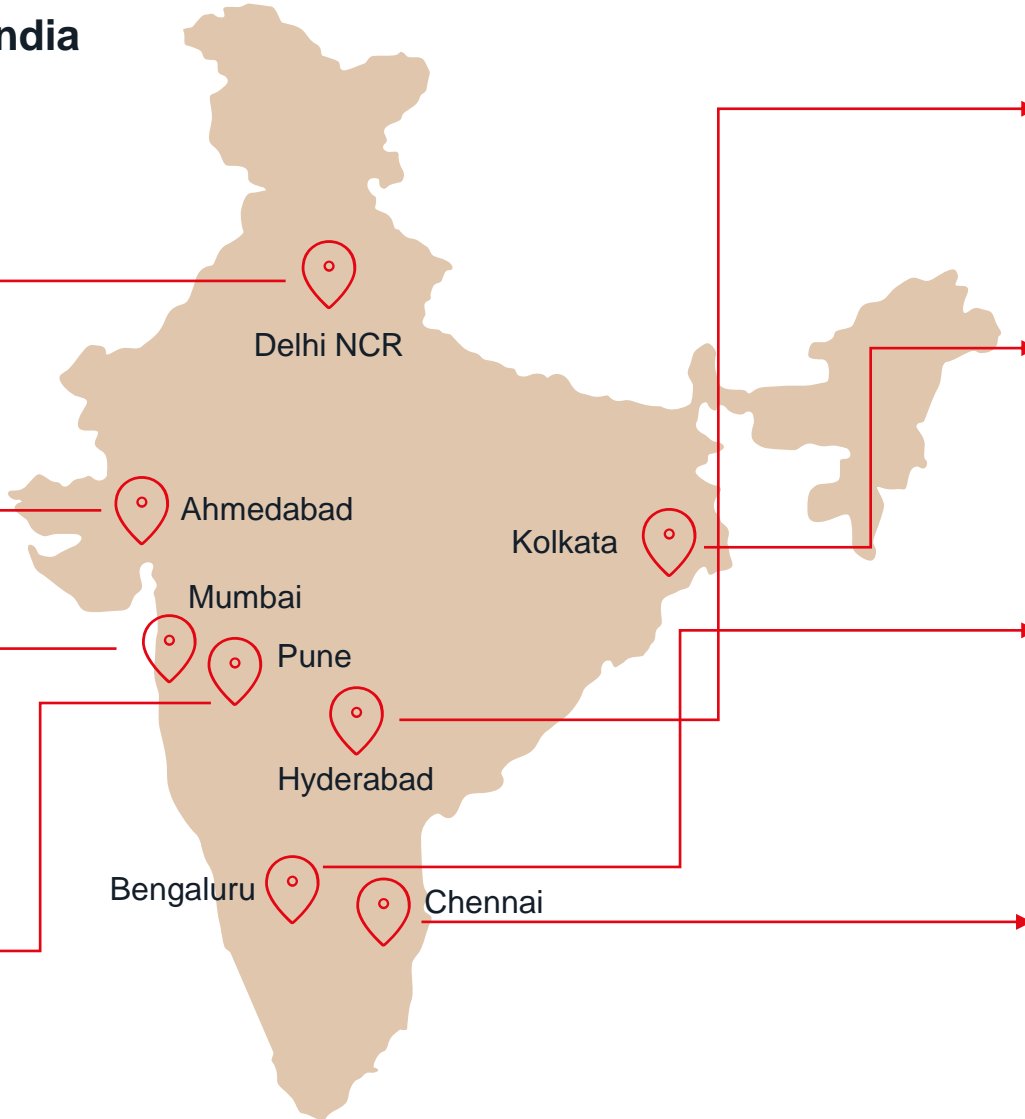 ndia
Delhi NCR
Ahmedabad
Kolkata
Mumbai
Pune
Hyderabad
Bengaluru
Chennai